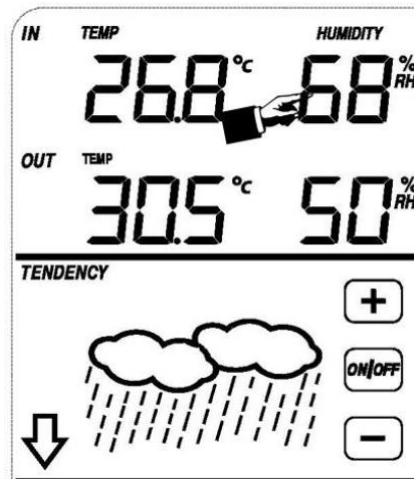 IN TEMP HUMIDITY
26.8 °C 68 % RH
OUT TEMP
30.5 °C 50 % RH
TENDENCY
+
ON/OFF
−